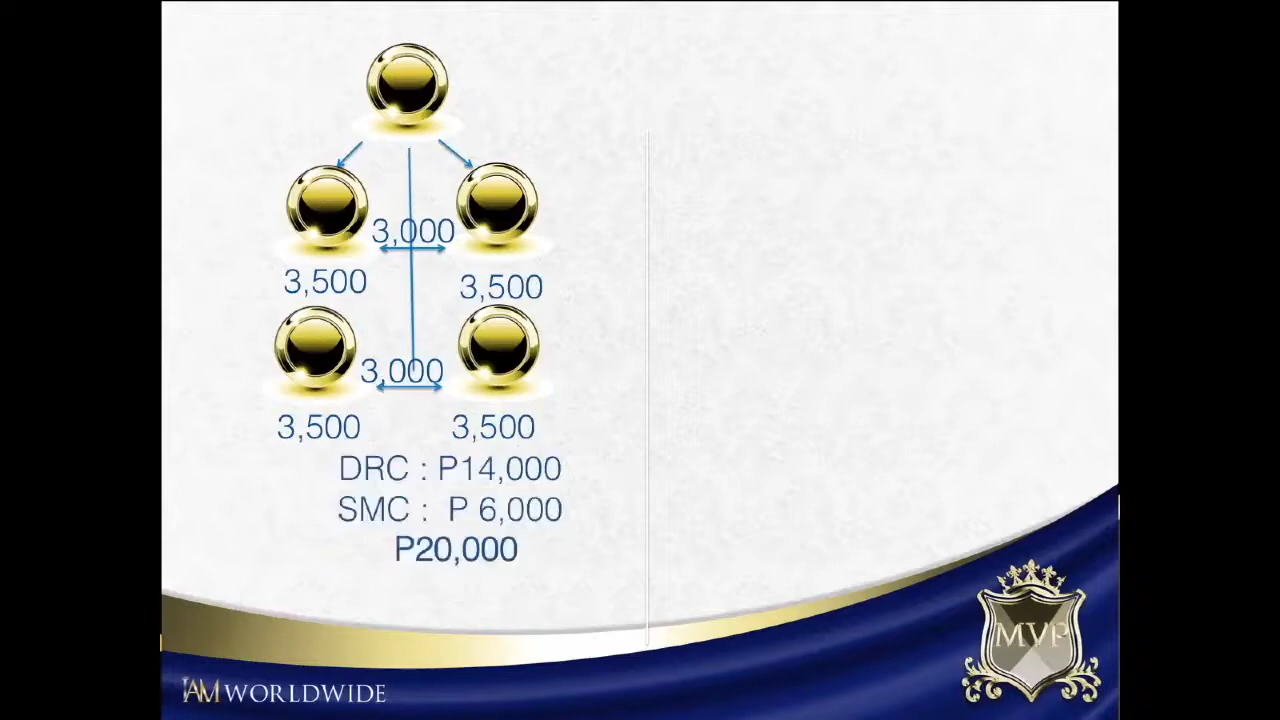 3,000
3,500
3,500
3,000
3,500
3,500
DRC : P14,000
SMC : P 6,000
P20,000
MVP
IAM WORLDWIDE